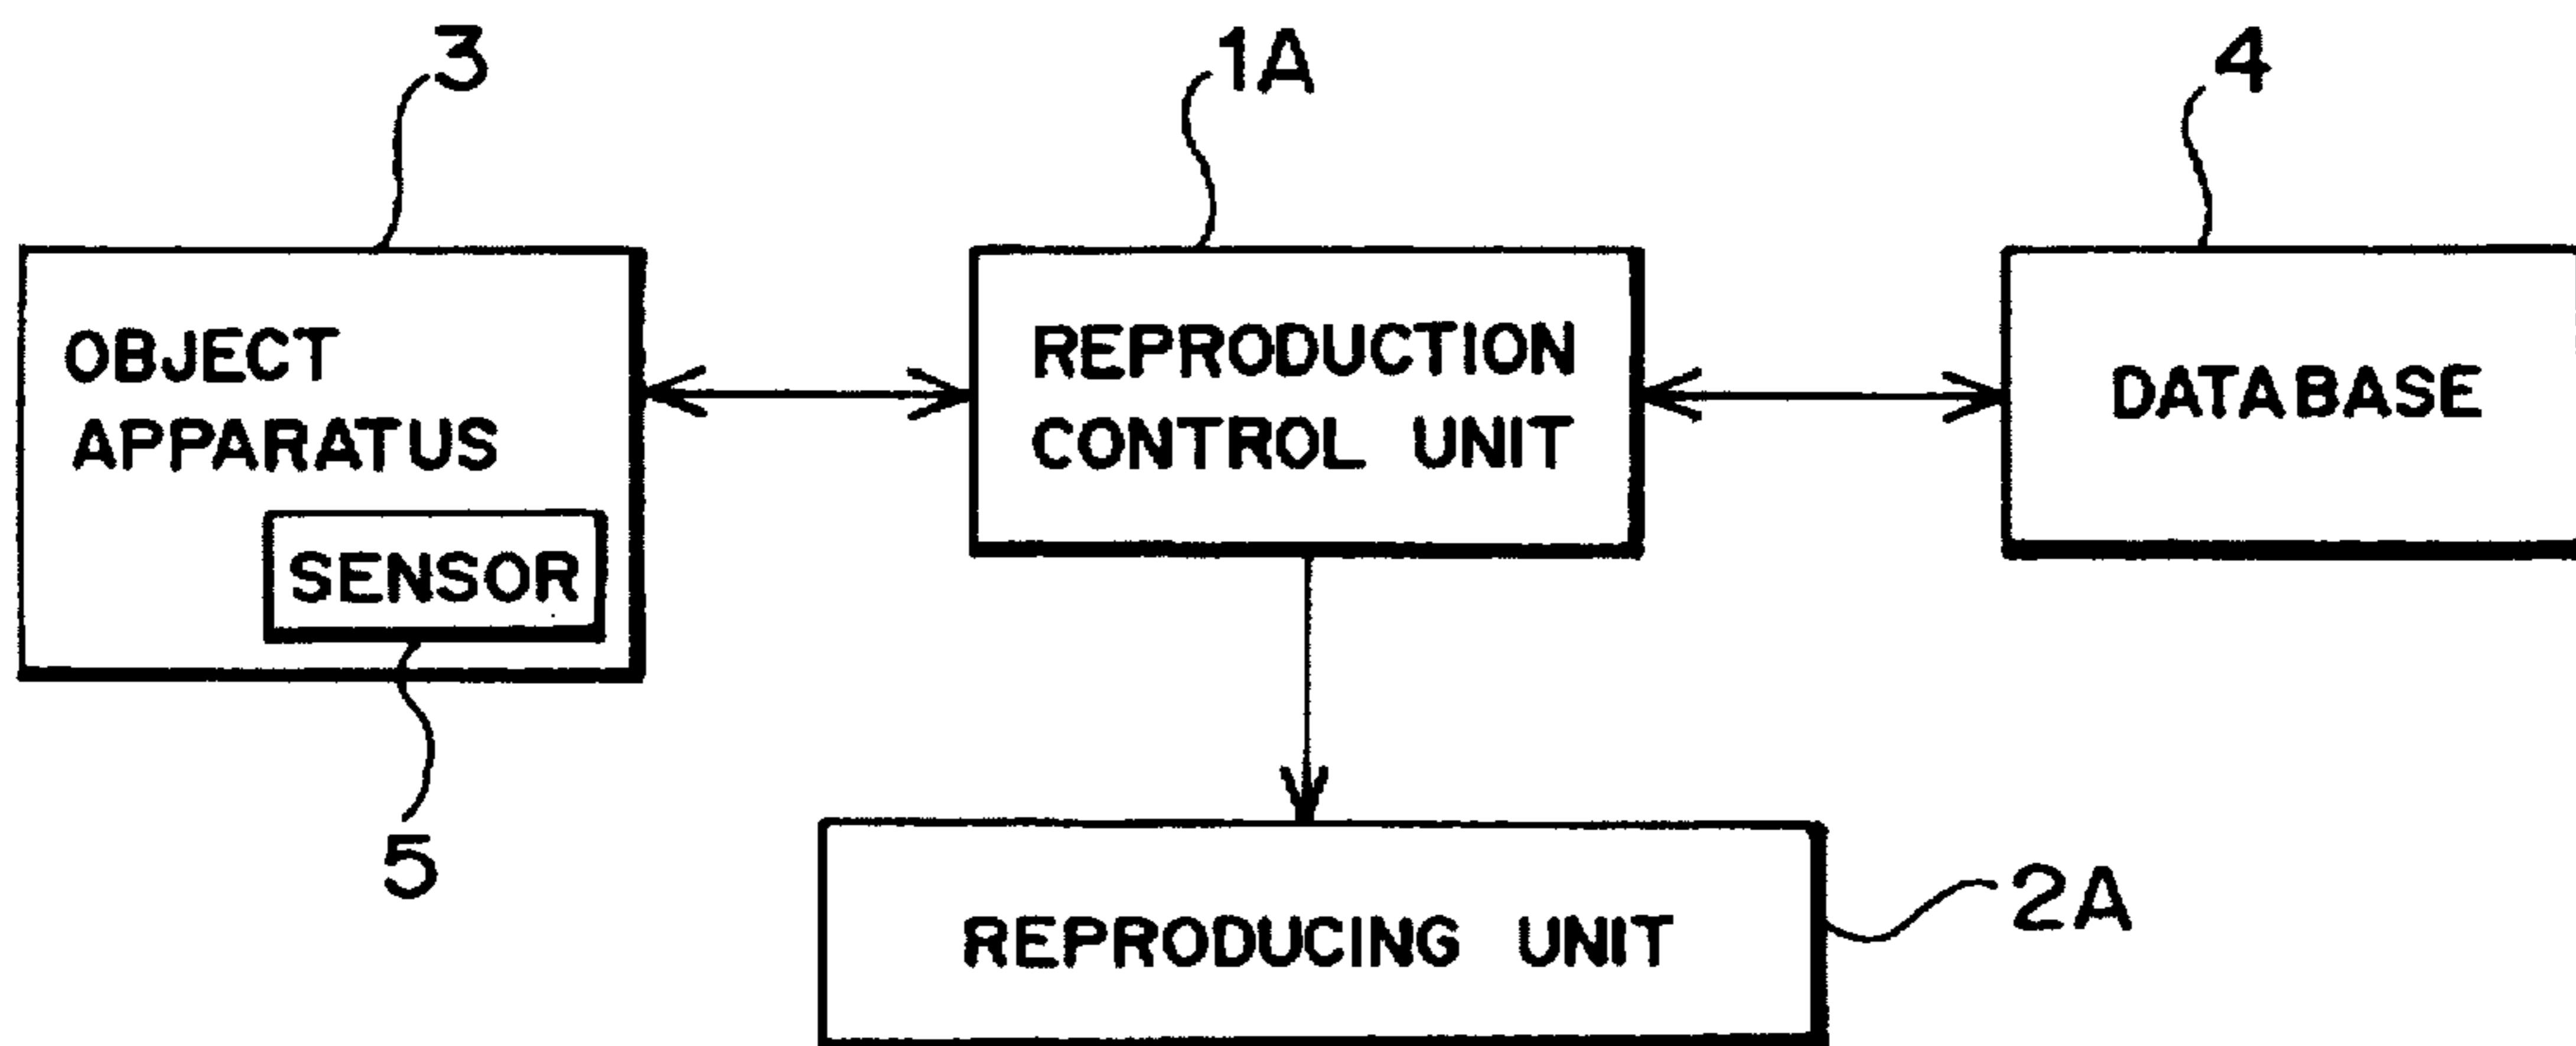 3
1A
4
OBJECT
APPARATUS
SENSOR
5
REPRODUCTION
CONTROL UNIT
DATABASE
REPRODUCING UNIT
2A